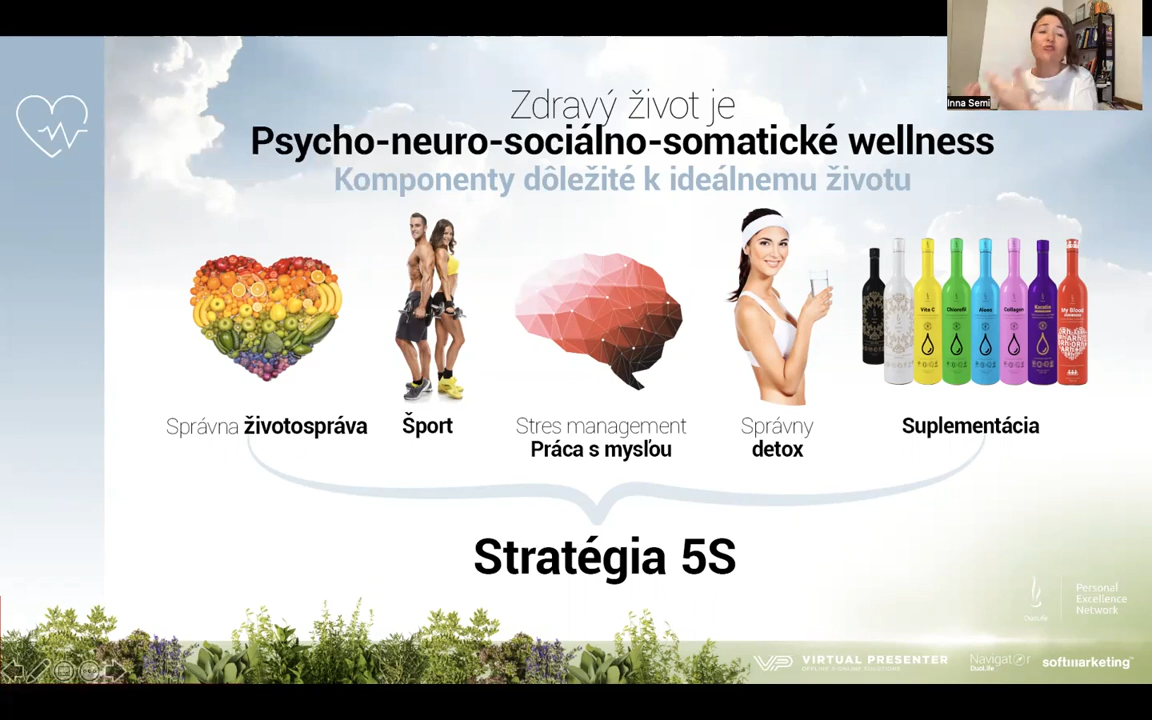 Inna Semi
Zdravý život je
Psycho-neuro-sociálno-somatické wellness
Komponenty dôležité k ideálnemu životu
Vita C
Chlorofil
Aloes
Collagen
Keratin
My Blood
Správna životospráva
Šport
Stres management
Práca s mysľou
Správny
detox
Suplementácia
Stratégia 5S
DuoLife
Personal
Excellence
Network
VP VIRTUAL PRESENTER
Navigator
DuoLife
softmarketing